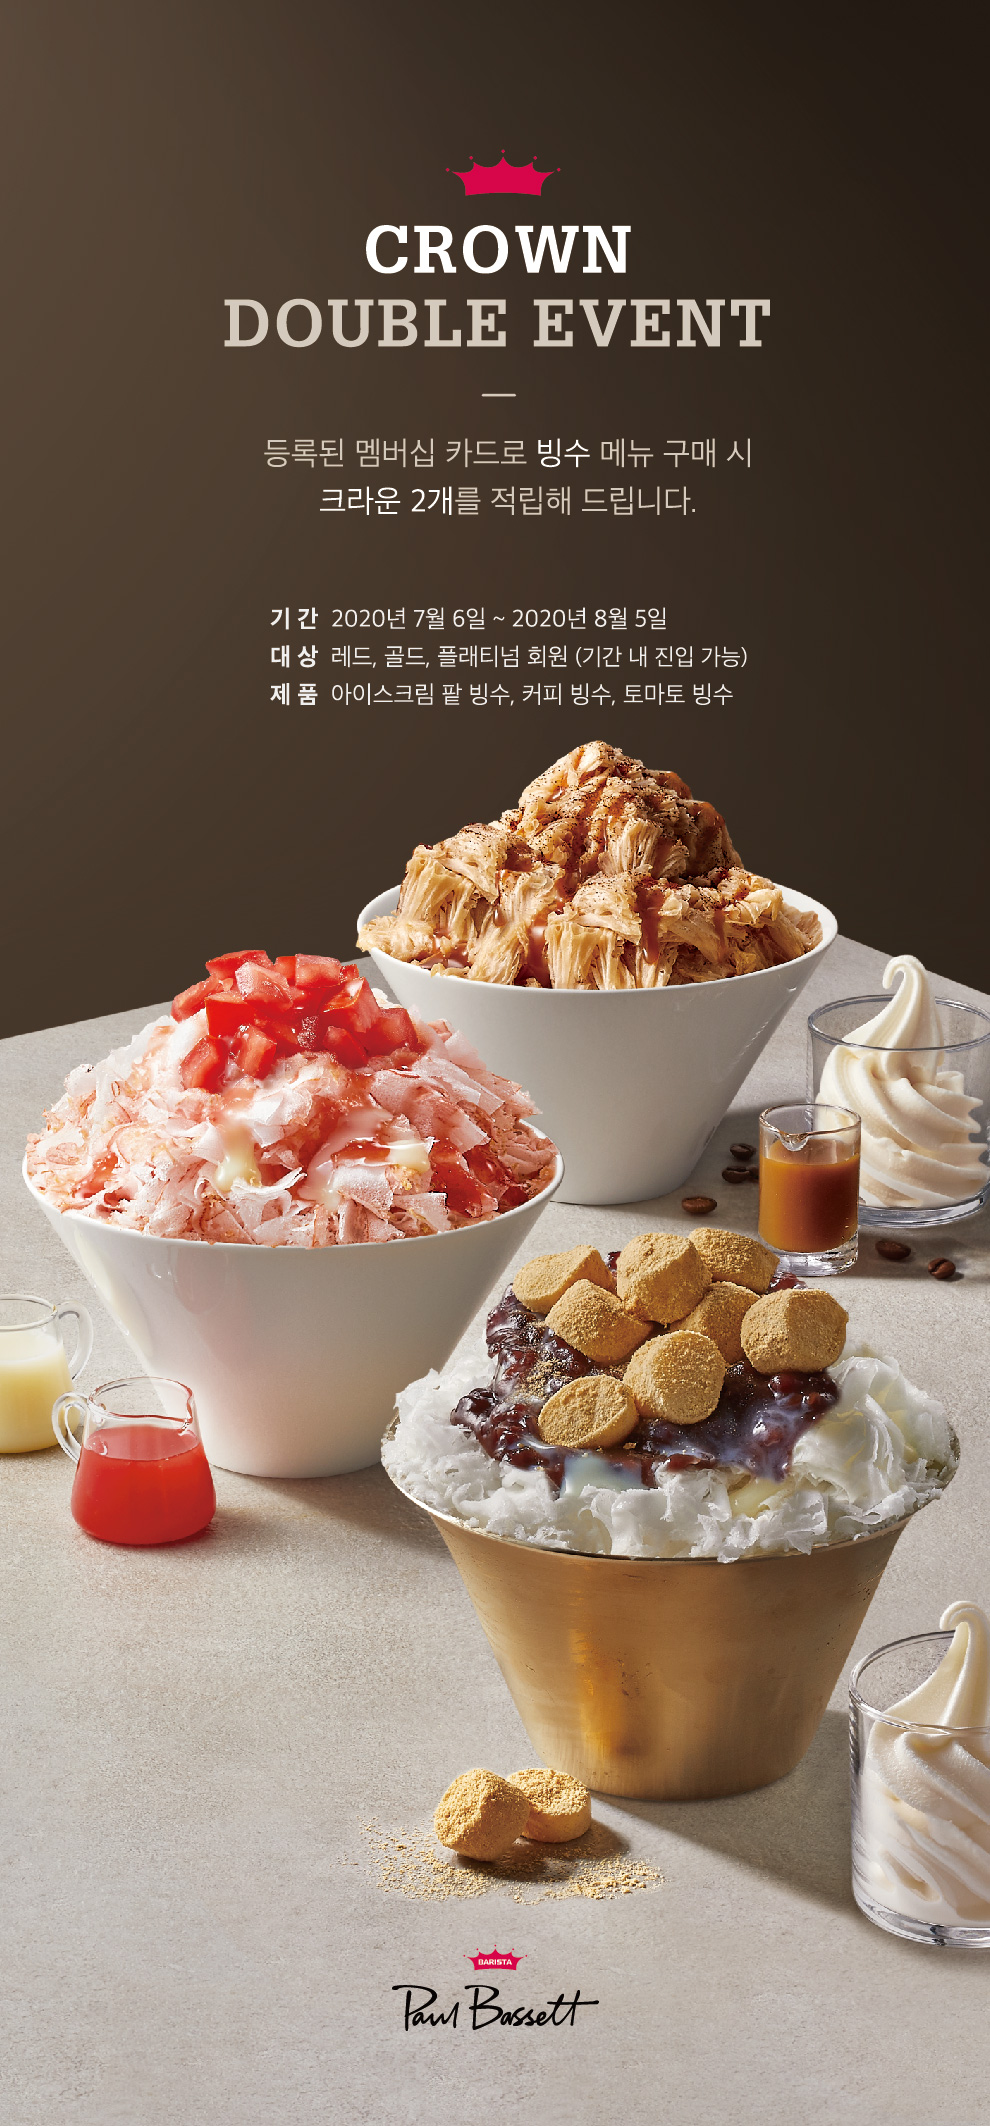 CROWN
DOUBLE EVENT
등록된 멤버십 카드로 빙수 메뉴 구매 시
크라운 2개를 적립해 드립니다.
기간 2020년 7월 6일 ~ 2020년 8월 5일
대상 레드, 골드, 플래티넘 회원 (기간 내 진입 가능)
제품 아이스크림 팥 빙수, 커피 빙수, 토마토 빙수
BARISTA
Paul Bassett